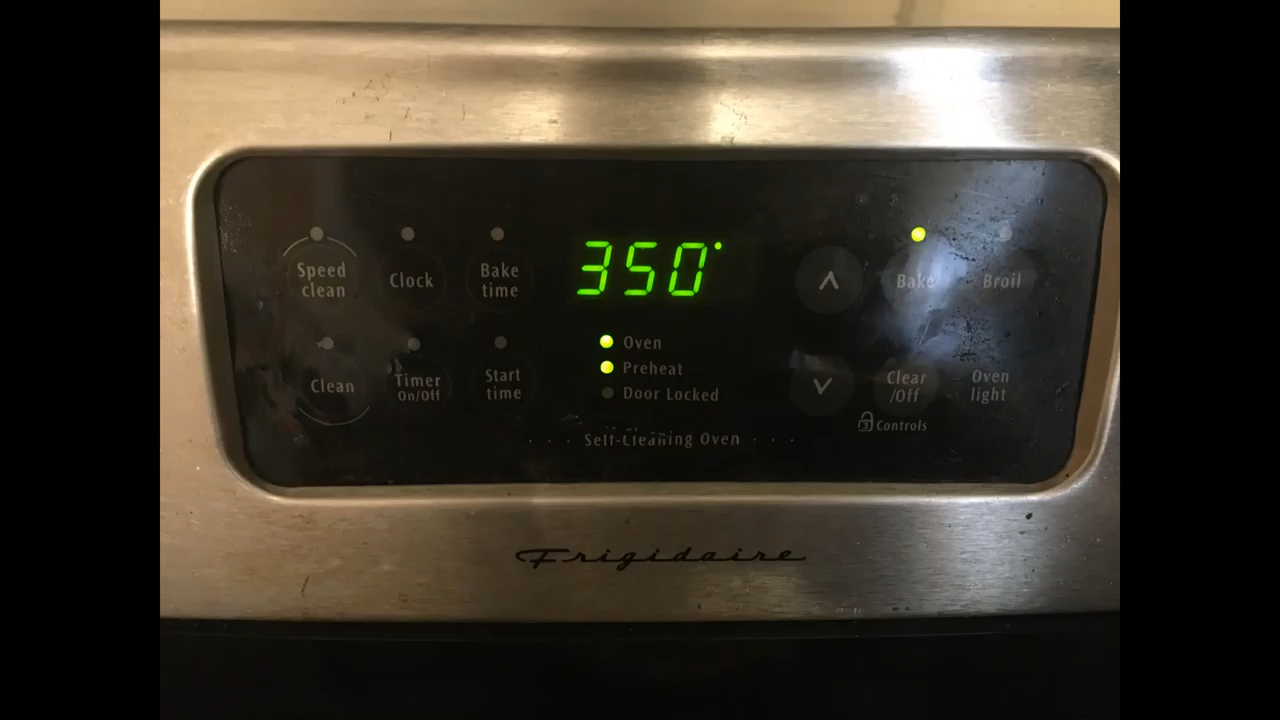 350°
Speed clean
Clock
Bake time
Bake
Broil
Oven
Preheat
Door Locked
Clean
Timer On/Off
Start time
Clear /Off
Oven light
Controls
Self-Cleaning Oven
Frigidaire